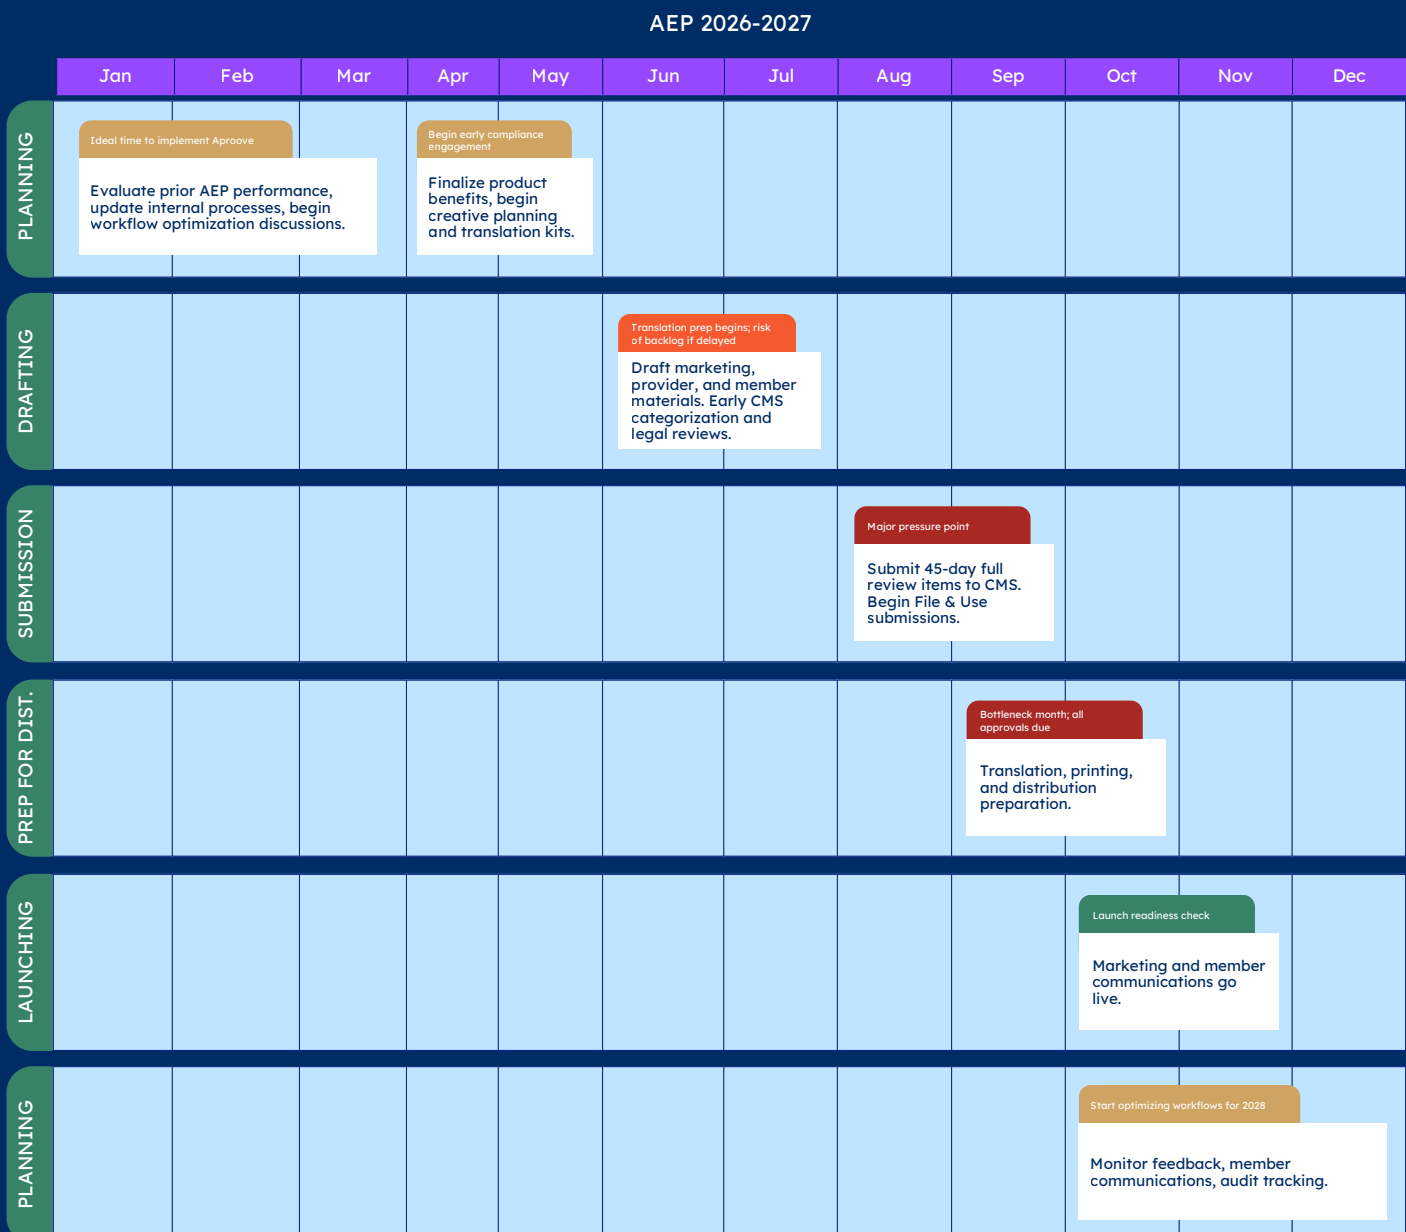 AEP 2026-2027
Jan
Feb
Mar
Apr
May
Jun
Jul
Aug
Sep
Oct
Nov
Dec
PLANNING
Ideal time to implement Aproove
Evaluate prior AEP performance,
update internal processes, begin
workflow optimization discussions.
Begin early compliance
engagement
Finalize product
benefits, begin
creative planning
and translation kits.
DRAFTING
Translation prep begins; risk
of backlog if delayed
Draft marketing,
provider, and member
materials. Early CMS
categorization and
legal reviews.
SUBMISSION
Major pressure point
Submit 45-day full
review items to CMS.
Begin File & Use
submissions.
PREP FOR DIST.
Bottleneck month; all
approvals due
Translation, printing,
and distribution
preparation.
LAUNCHING
Launch readiness check
Marketing and member
communications go
live.
PLANNING
Start optimizing workflows for 2028
Monitor feedback, member
communications, audit tracking.